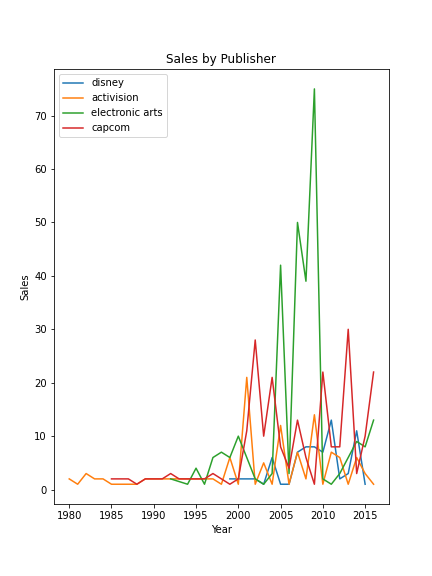 Sales by Publisher
disney
activision
electronic arts
capcom
70
60
50
40
30
20
10
0
Sales
1980 1985 1990 1995 2000 2005 2010 2015
Year